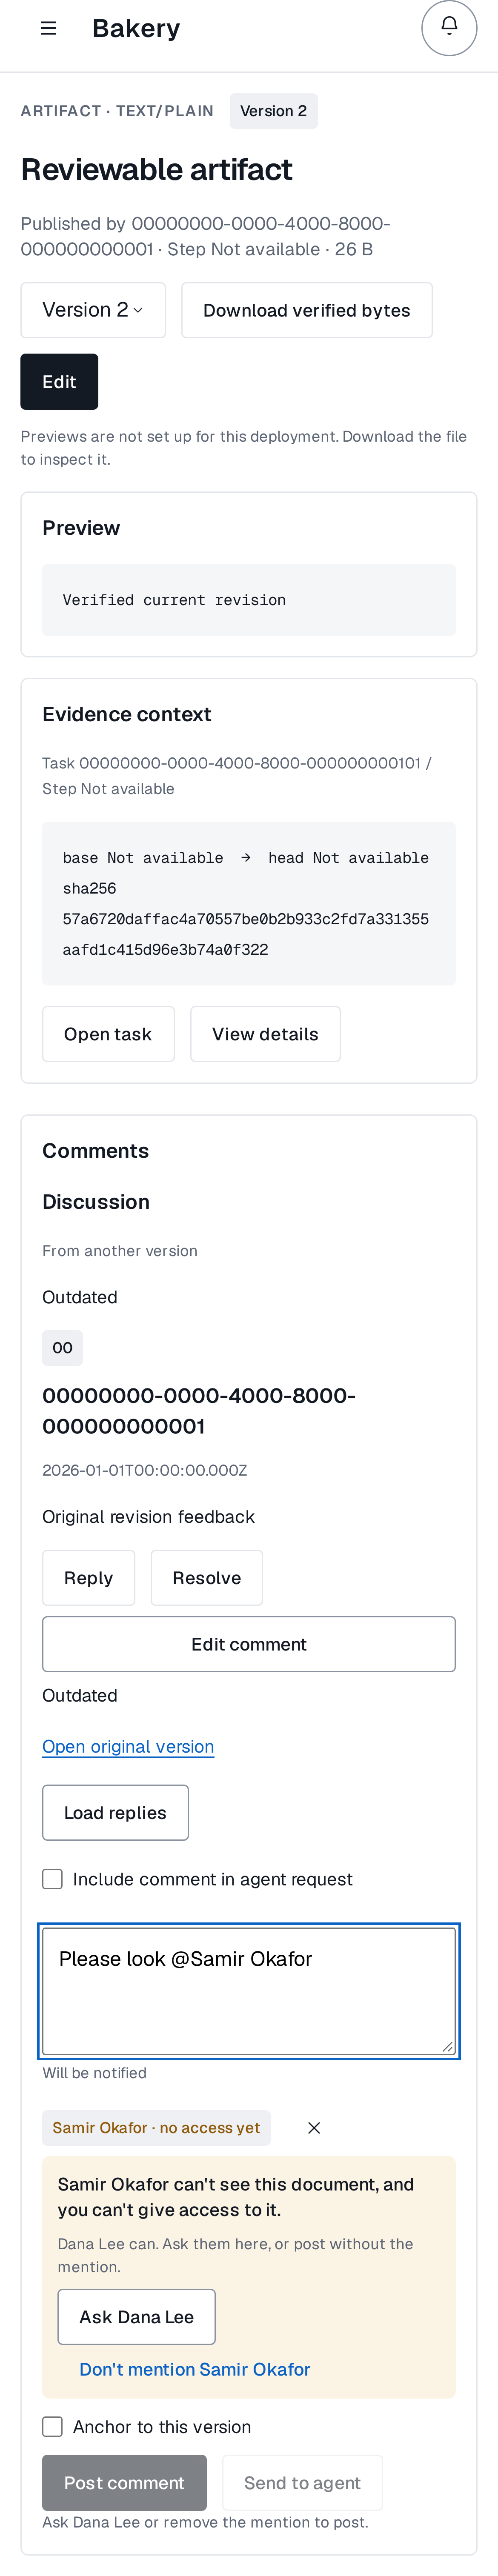 Bakery
ARTIFACT · TEXT/PLAIN
Version 2
Reviewable artifact
Published by 00000000-0000-4000-8000-
000000000001 · Step Not available · 26 B
Version 2
Download verified bytes
Edit
Previews are not set up for this deployment. Download the file
to inspect it.
Preview
Verified current revision
Evidence context
Task 00000000-0000-4000-8000-000000000101 /
Step Not available
base Not available → head Not available
sha256
57a6720daffac4a70557be0b2b933c2fd7a331355
aafd1c415d96e3b74a0f322
Open task
View details
Comments
Discussion
From another version
Outdated
00
00000000-0000-4000-8000-
000000000001
2026-01-01T00:00:00.000Z
Original revision feedback
Reply
Resolve
Edit comment
Outdated
Open original version
Load replies
Include comment in agent request
Please look @Samir Okafor
Will be notified
Samir Okafor · no access yet
Samir Okafor can't see this document, and
you can't give access to it.
Dana Lee can. Ask them here, or post without the
mention.
Ask Dana Lee
Don't mention Samir Okafor
Anchor to this version
Post comment
Send to agent
Ask Dana Lee or remove the mention to post.